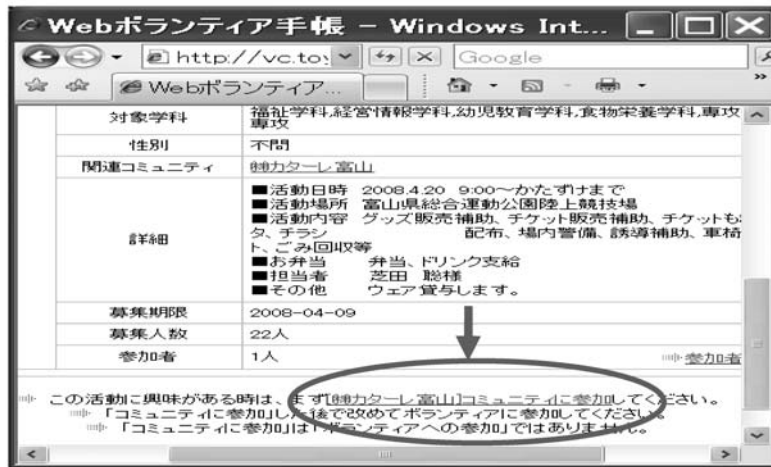 Webボランティア手帳 - Windows Int...
http://vc.to
Google
Webボランティア...
対象学科 福祉学科,経営情報学科,幼児教育学科,食物栄養学科,専攻
専攻
性別 不問
関連コミュニティ ㈱カターレ富山
詳細
■活動日時 2008.4.20 9:00〜かたずけまで
■活動場所 富山県総合運動公園陸上競技場
■活動内容 グッズ販売補助、チケット販売補助、チケットも
タ、チラシ 配布、場内警備、誘導補助、車椅
ト、ごみ回収等
■お弁当 弁当、ドリンク支給
■担当者 芝田 聡様
■その他 ウェア貸与します。
募集期限 2008-04-09
募集人数 22人
参加者 1人 参加者
この活動に興味がある時は、まず[㈱カターレ富山]コミュニティに参加してください。
「コミュニティに参加」した後で改めてボランティアに参加してください。
「コミュニティに参加」は「ボランティアへの参加」ではありません。